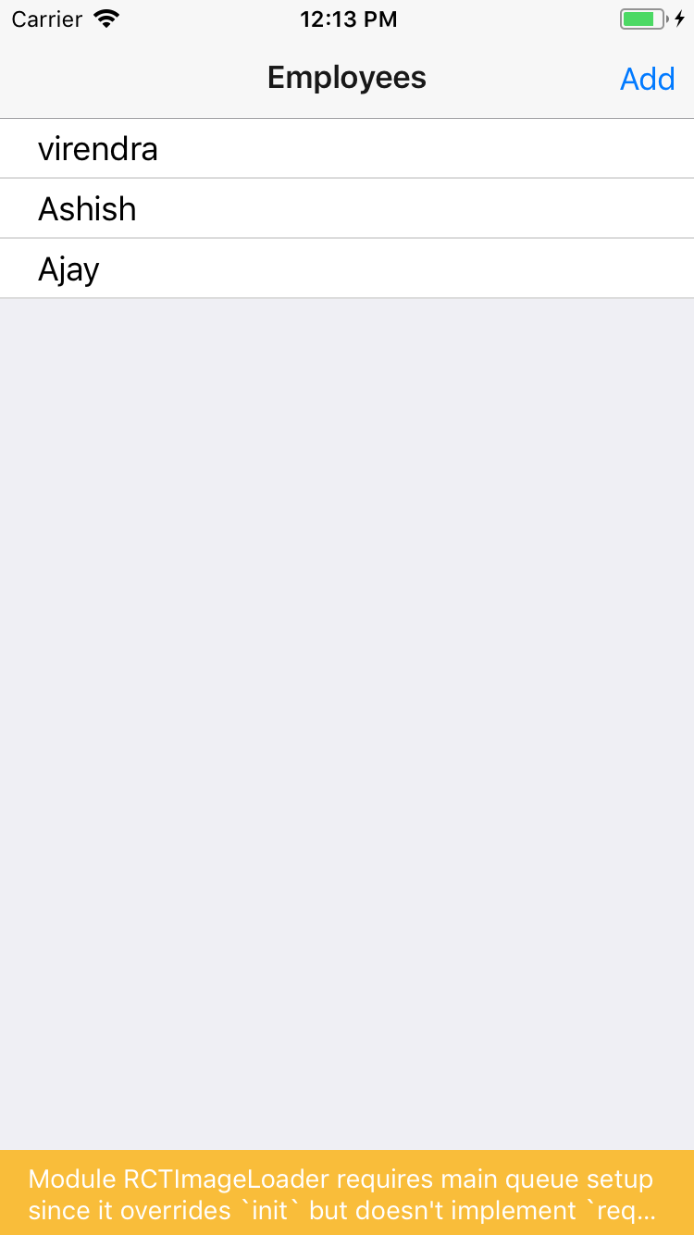 Carrier 12:13 PM
Employees Add
virendra
Ashish
Ajay
Module RCTImageLoader requires main queue setup
since it overrides `init` but doesn't implement `req...